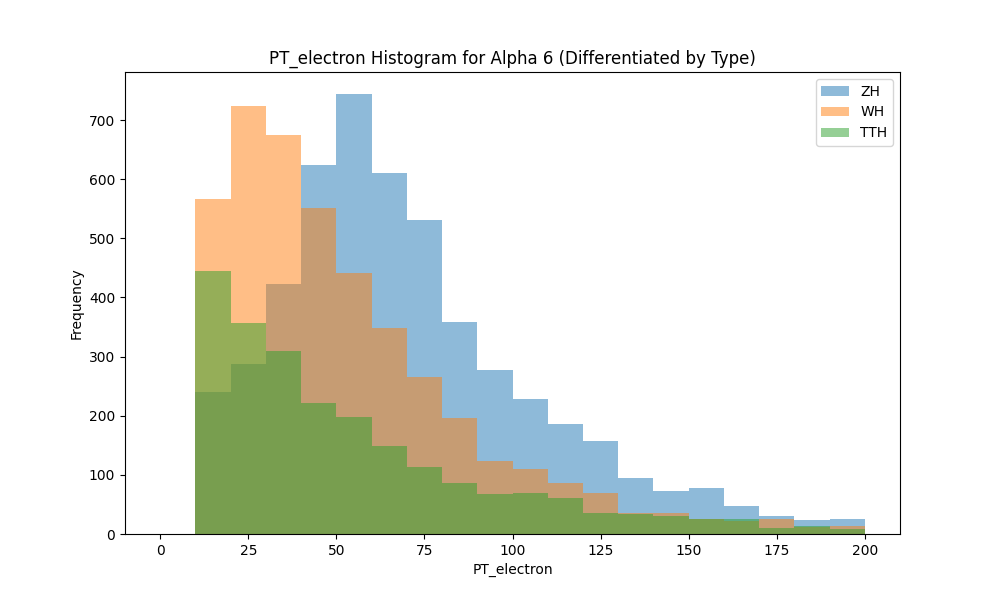 PT_electron Histogram for Alpha 6 (Differentiated by Type)
ZH
WH
TTH
Frequency
700
600
500
400
300
200
100
0
0 25 50 75 100 125 150 175 200
PT_electron